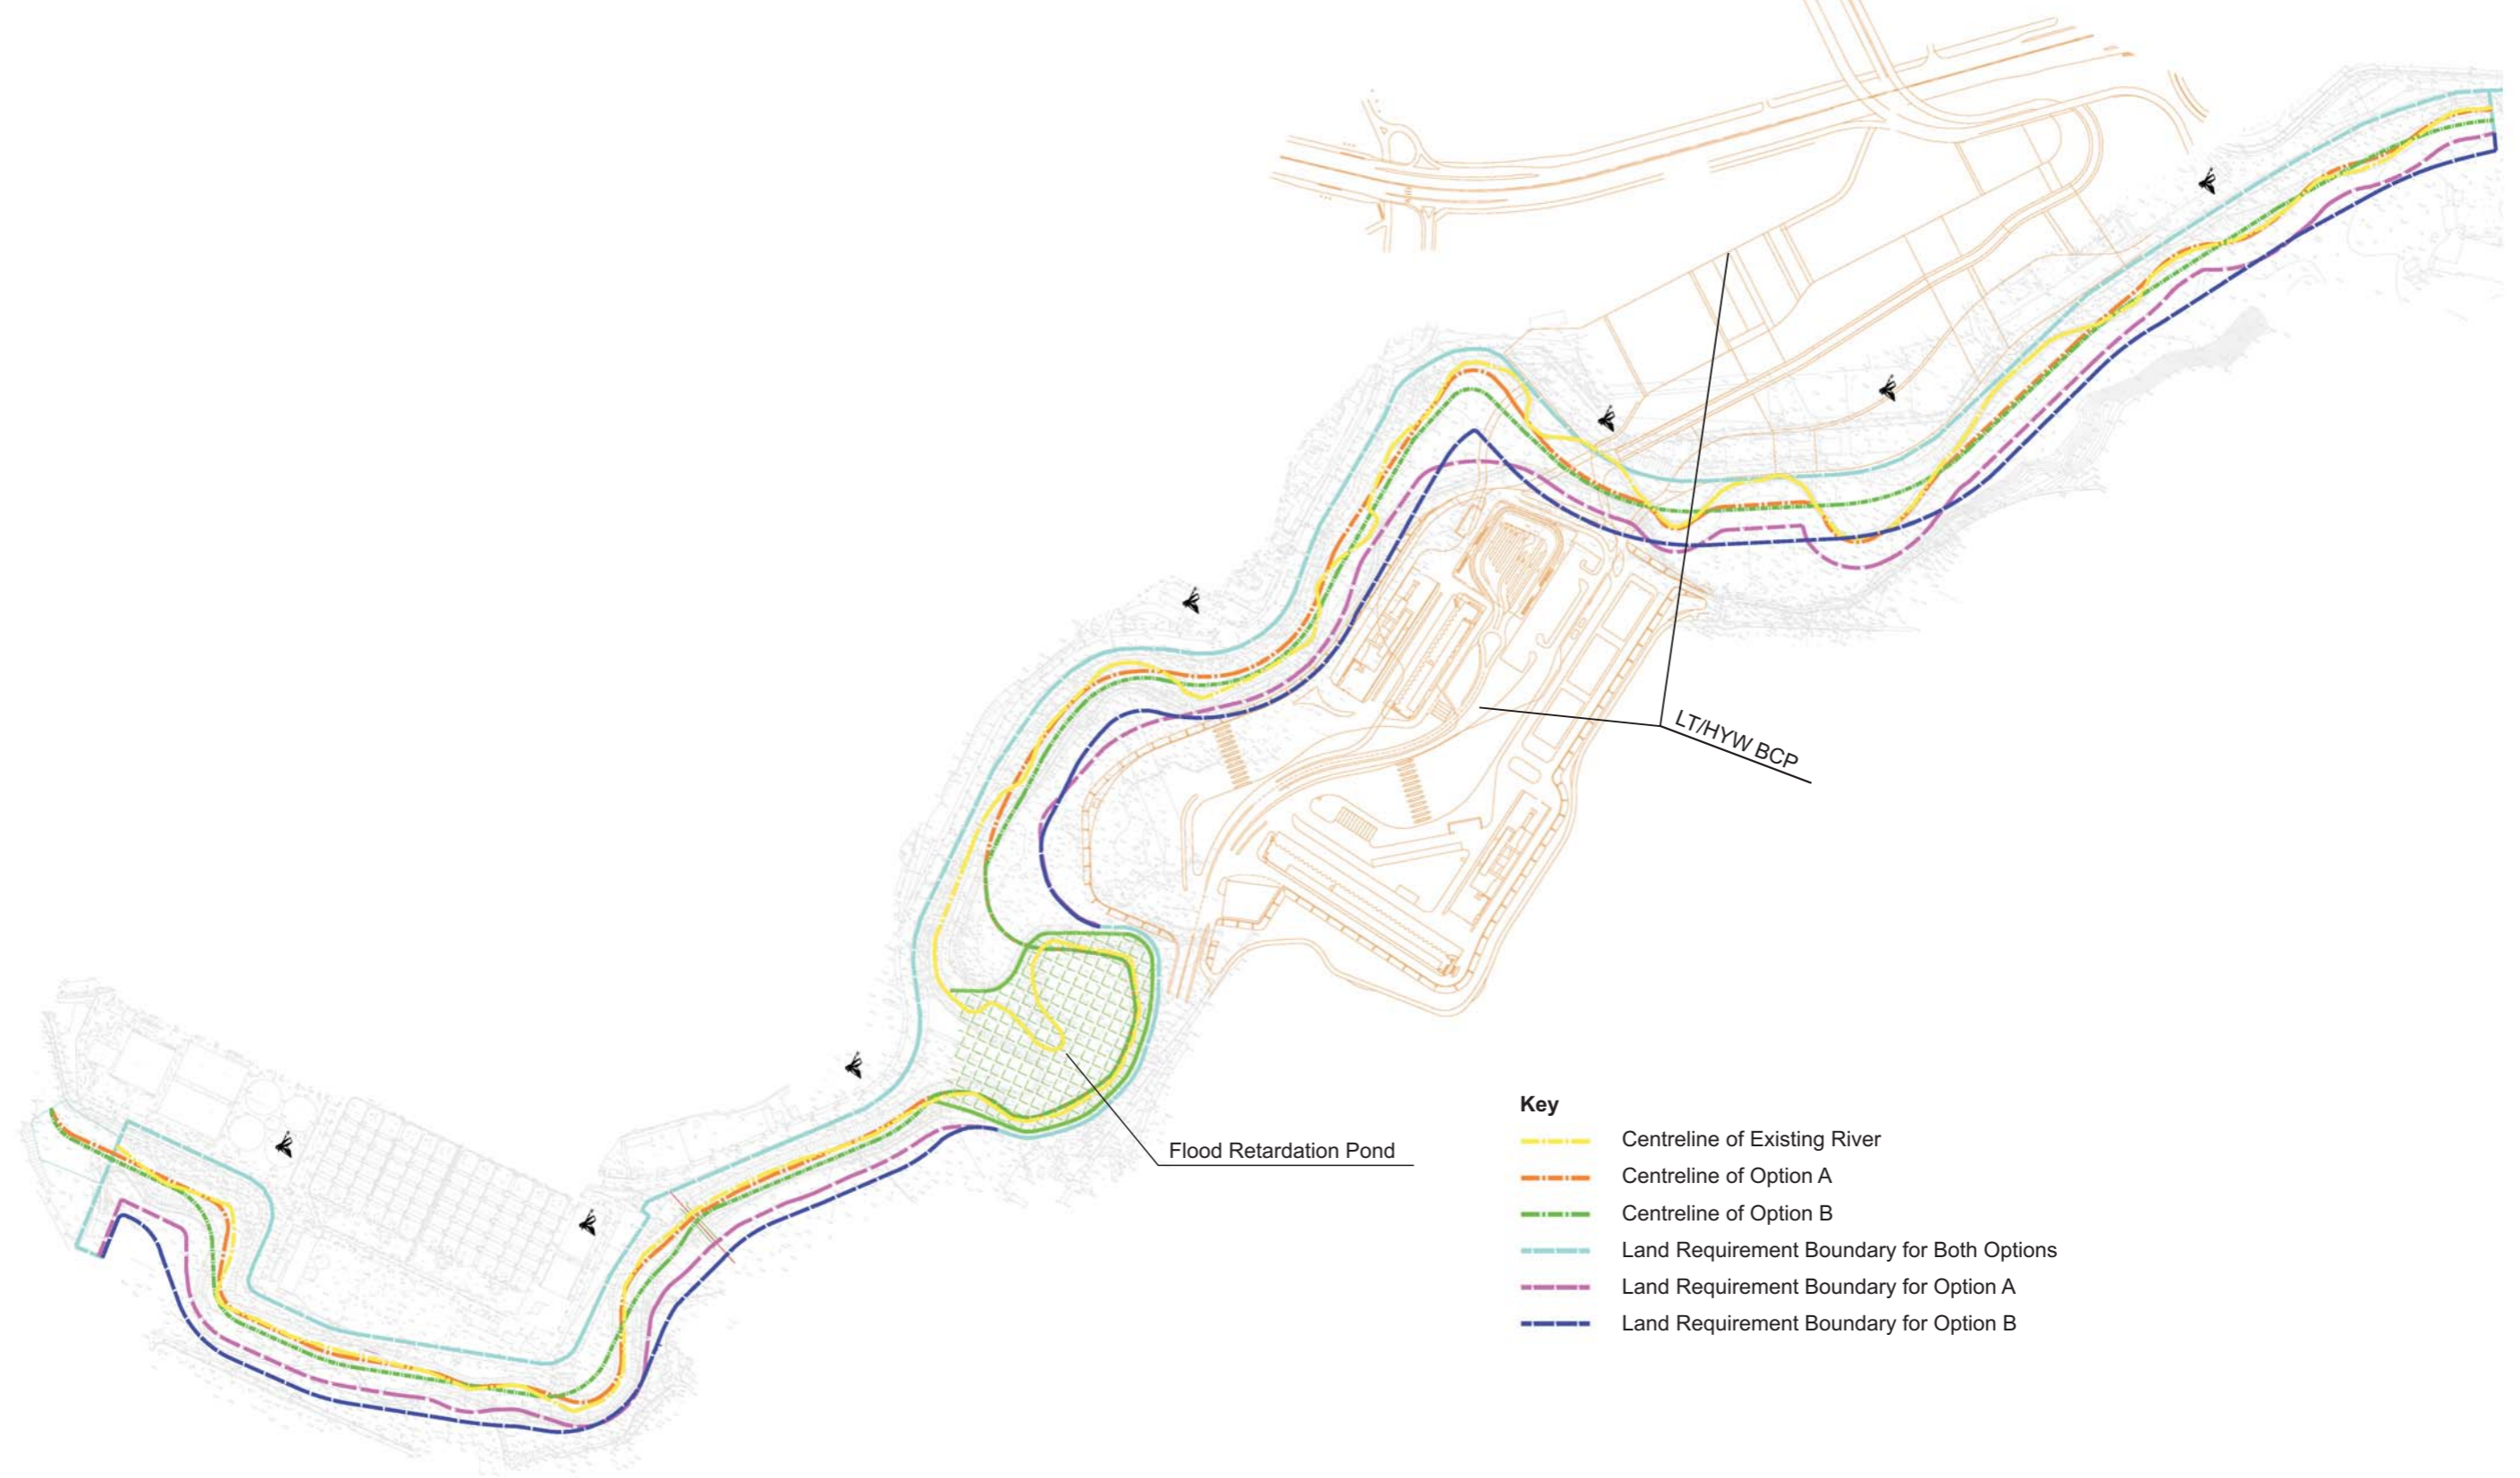 LT/HYW BCP
Flood Retardation Pond
Key
Centreline of Existing River
Centreline of Option A
Centreline of Option B
Land Requirement Boundary for Both Options
Land Requirement Boundary for Option A
Land Requirement Boundary for Option B